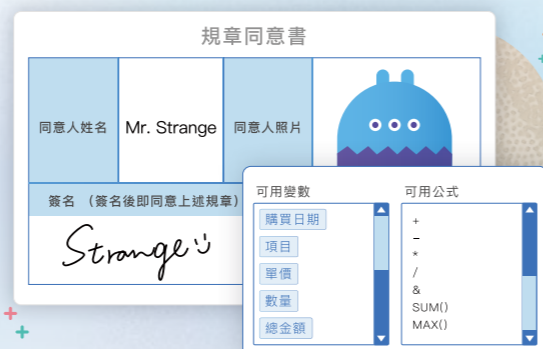 規章同意書
同意人姓名
Mr. Strange
同意人照片
簽名 （簽名後即同意上述規章）
Strange
可用變數
購買日期
項目
單價
數量
總金額
可用公式
+
−
*
/
&
SUM()
MAX()